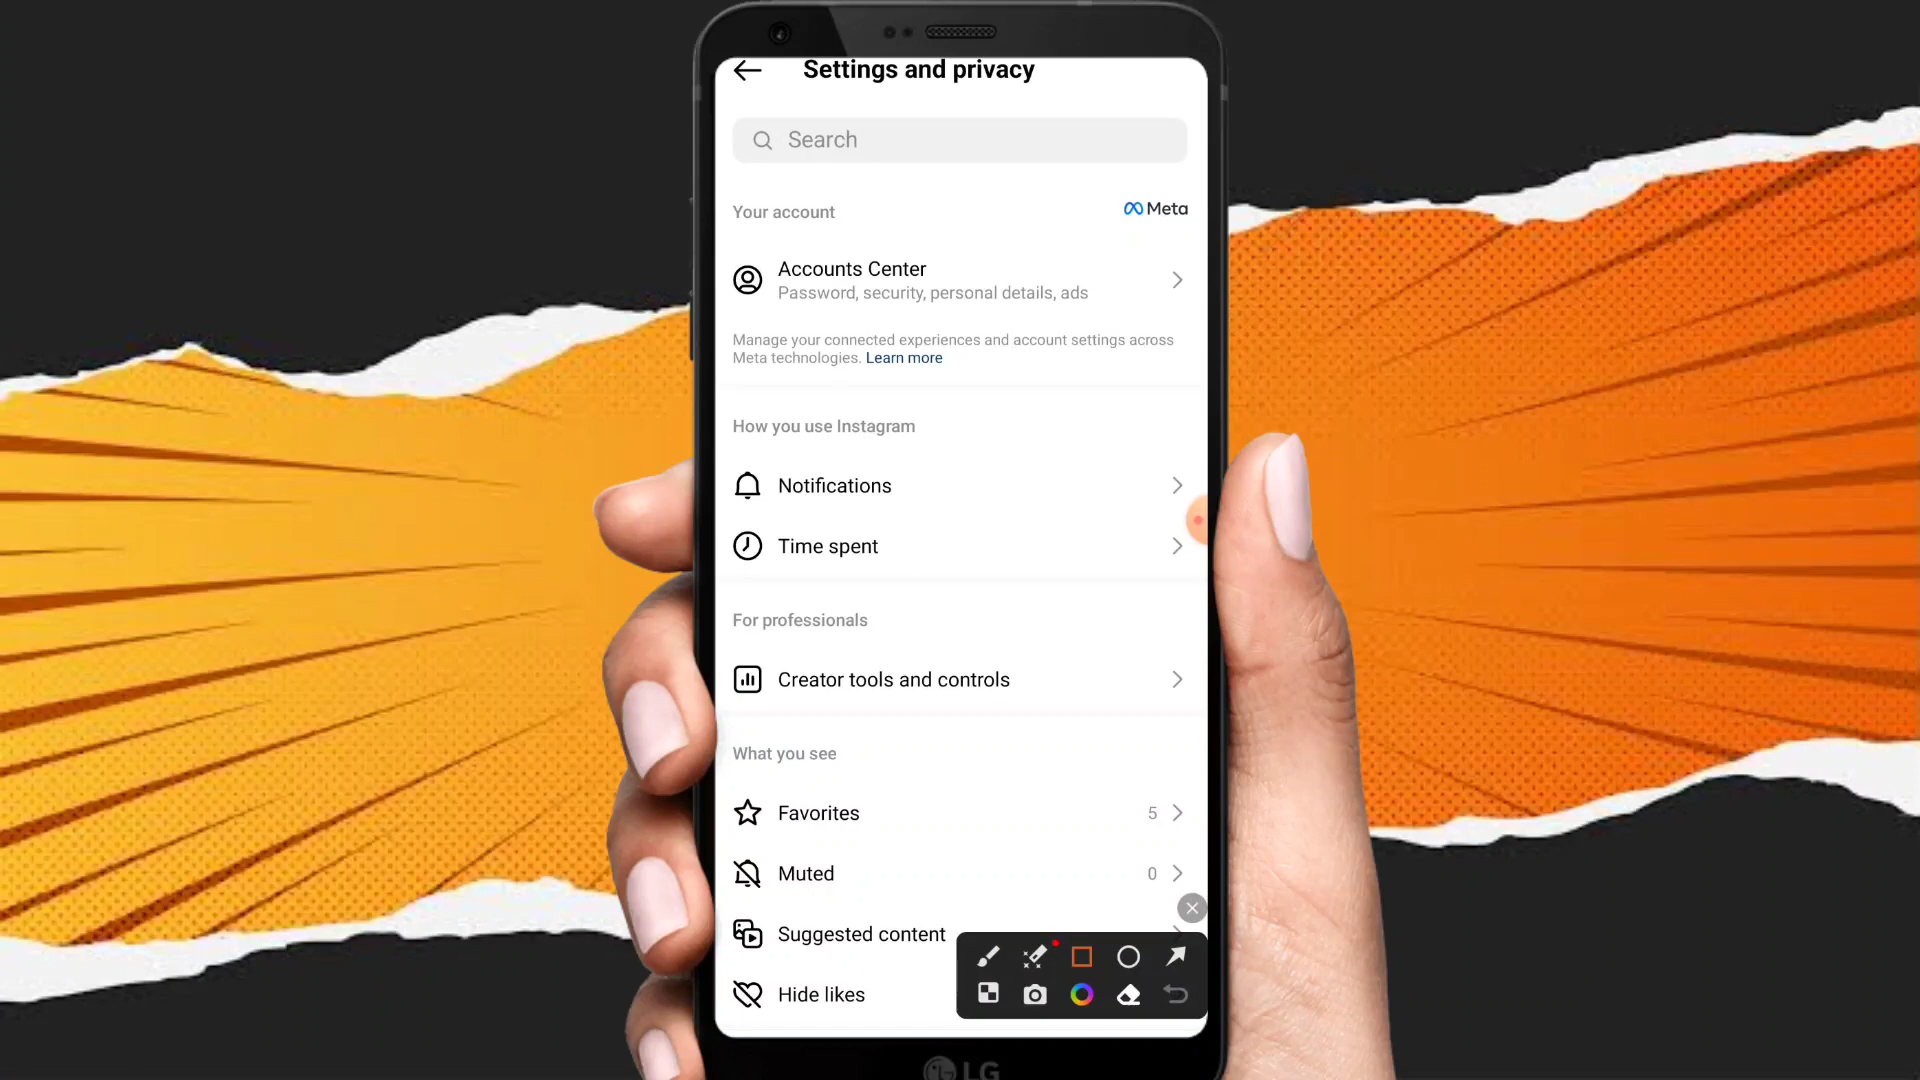 Settings and privacy
Search
Your account
Meta
Accounts Center
Password, security, personal details, ads
Manage your connected experiences and account settings across
Meta technologies. Learn more
How you use Instagram
Notifications
Time spent
For professionals
Creator tools and controls
What you see
Favorites 5
Muted 0
Suggested content
Hide likes
LG